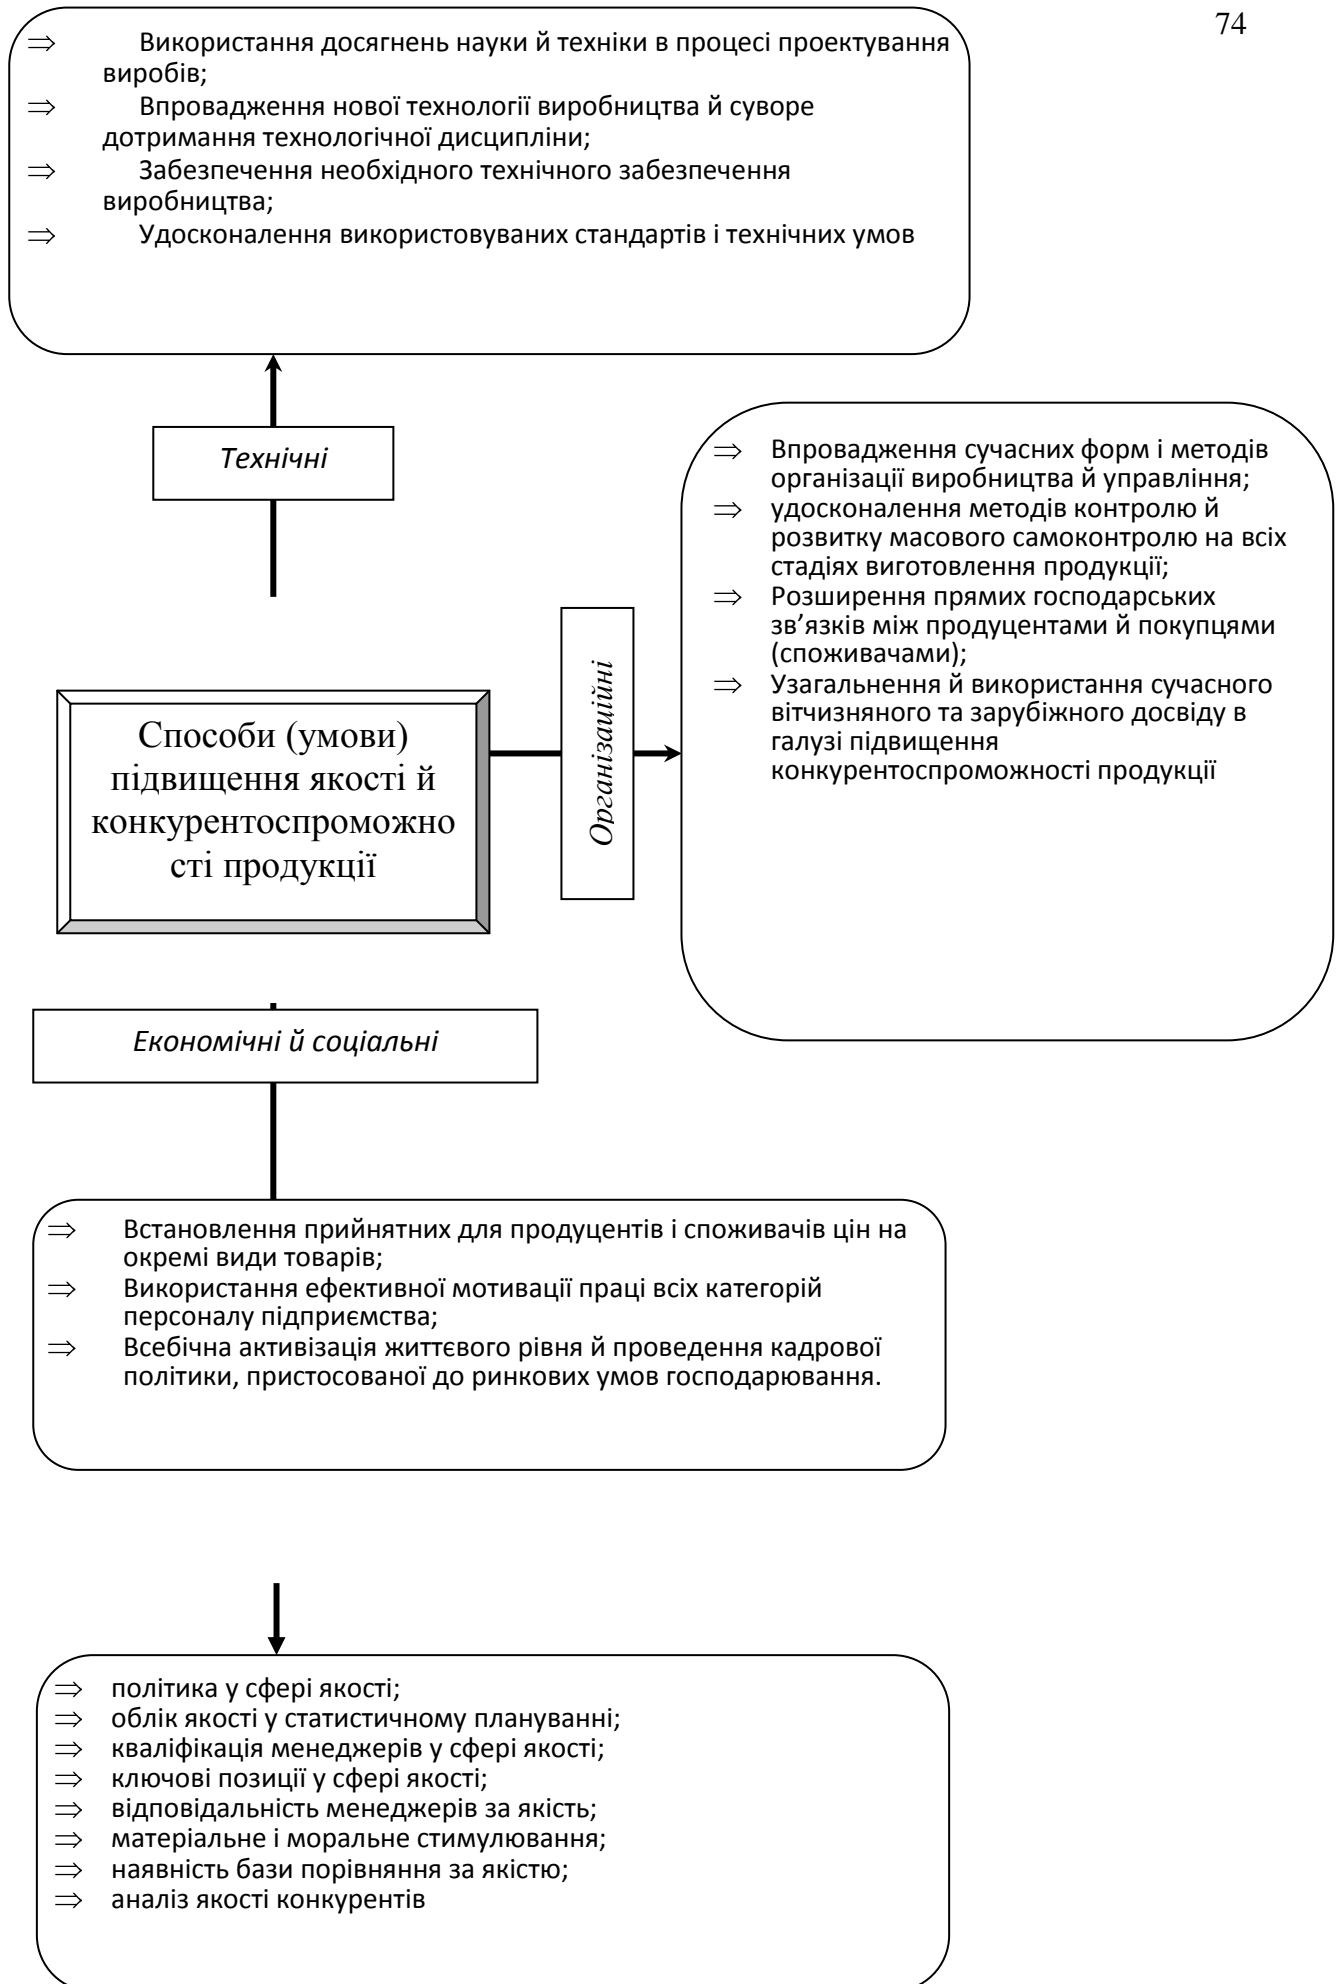 74
⇒ Використання досягнень науки й техніки в процесі проектування
виробів;
⇒ Впровадження нової технології виробництва й суворе
дотримання технологічної дисципліни;
⇒ Забезпечення необхідного технічного забезпечення
виробництва;
⇒ Удосконалення використовуваних стандартів і технічних умов
Технічні
⇒ Впровадження сучасних форм і методів
організації виробництва й управління;
⇒ удосконалення методів контролю й
розвитку масового самоконтролю на всіх
стадіях виготовлення продукції;
⇒ Розширення прямих господарських
зв’язків між продуцентами й покупцями
(споживачами);
⇒ Узагальнення й використання сучасного
вітчизняного та зарубіжного досвіду в
галузі підвищення
конкурентоспроможності продукції
Організаційні
Способи (умови)
підвищення якості й
конкурентоспроможно
сті продукції
Економічні й соціальні
⇒ Встановлення прийнятних для продуцентів і споживачів цін на
окремі види товарів;
⇒ Використання ефективної мотивації праці всіх категорій
персоналу підприємства;
⇒ Всебічна активізація життєвого рівня й проведення кадрової
політики, пристосованої до ринкових умов господарювання.
⇒ політика у сфері якості;
⇒ облік якості у статистичному плануванні;
⇒ кваліфікація менеджерів у сфері якості;
⇒ ключові позиції у сфері якості;
⇒ відповідальність менеджерів за якість;
⇒ матеріальне і моральне стимулювання;
⇒ наявність бази порівняння за якістю;
⇒ аналіз якості конкурентів